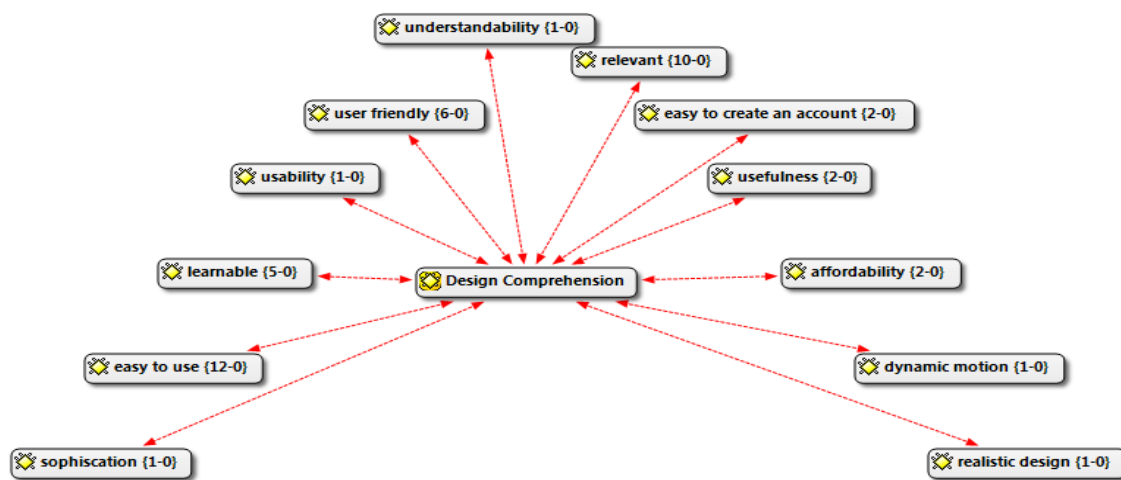 understandability {1-0}
relevant {10-0}
user friendly {6-0}
easy to create an account {2-0}
usability {1-0}
usefulness {2-0}
learnable {5-0}
Design Comprehension
affordability {2-0}
easy to use {12-0}
dynamic motion {1-0}
sophiscation {1-0}
realistic design {1-0}